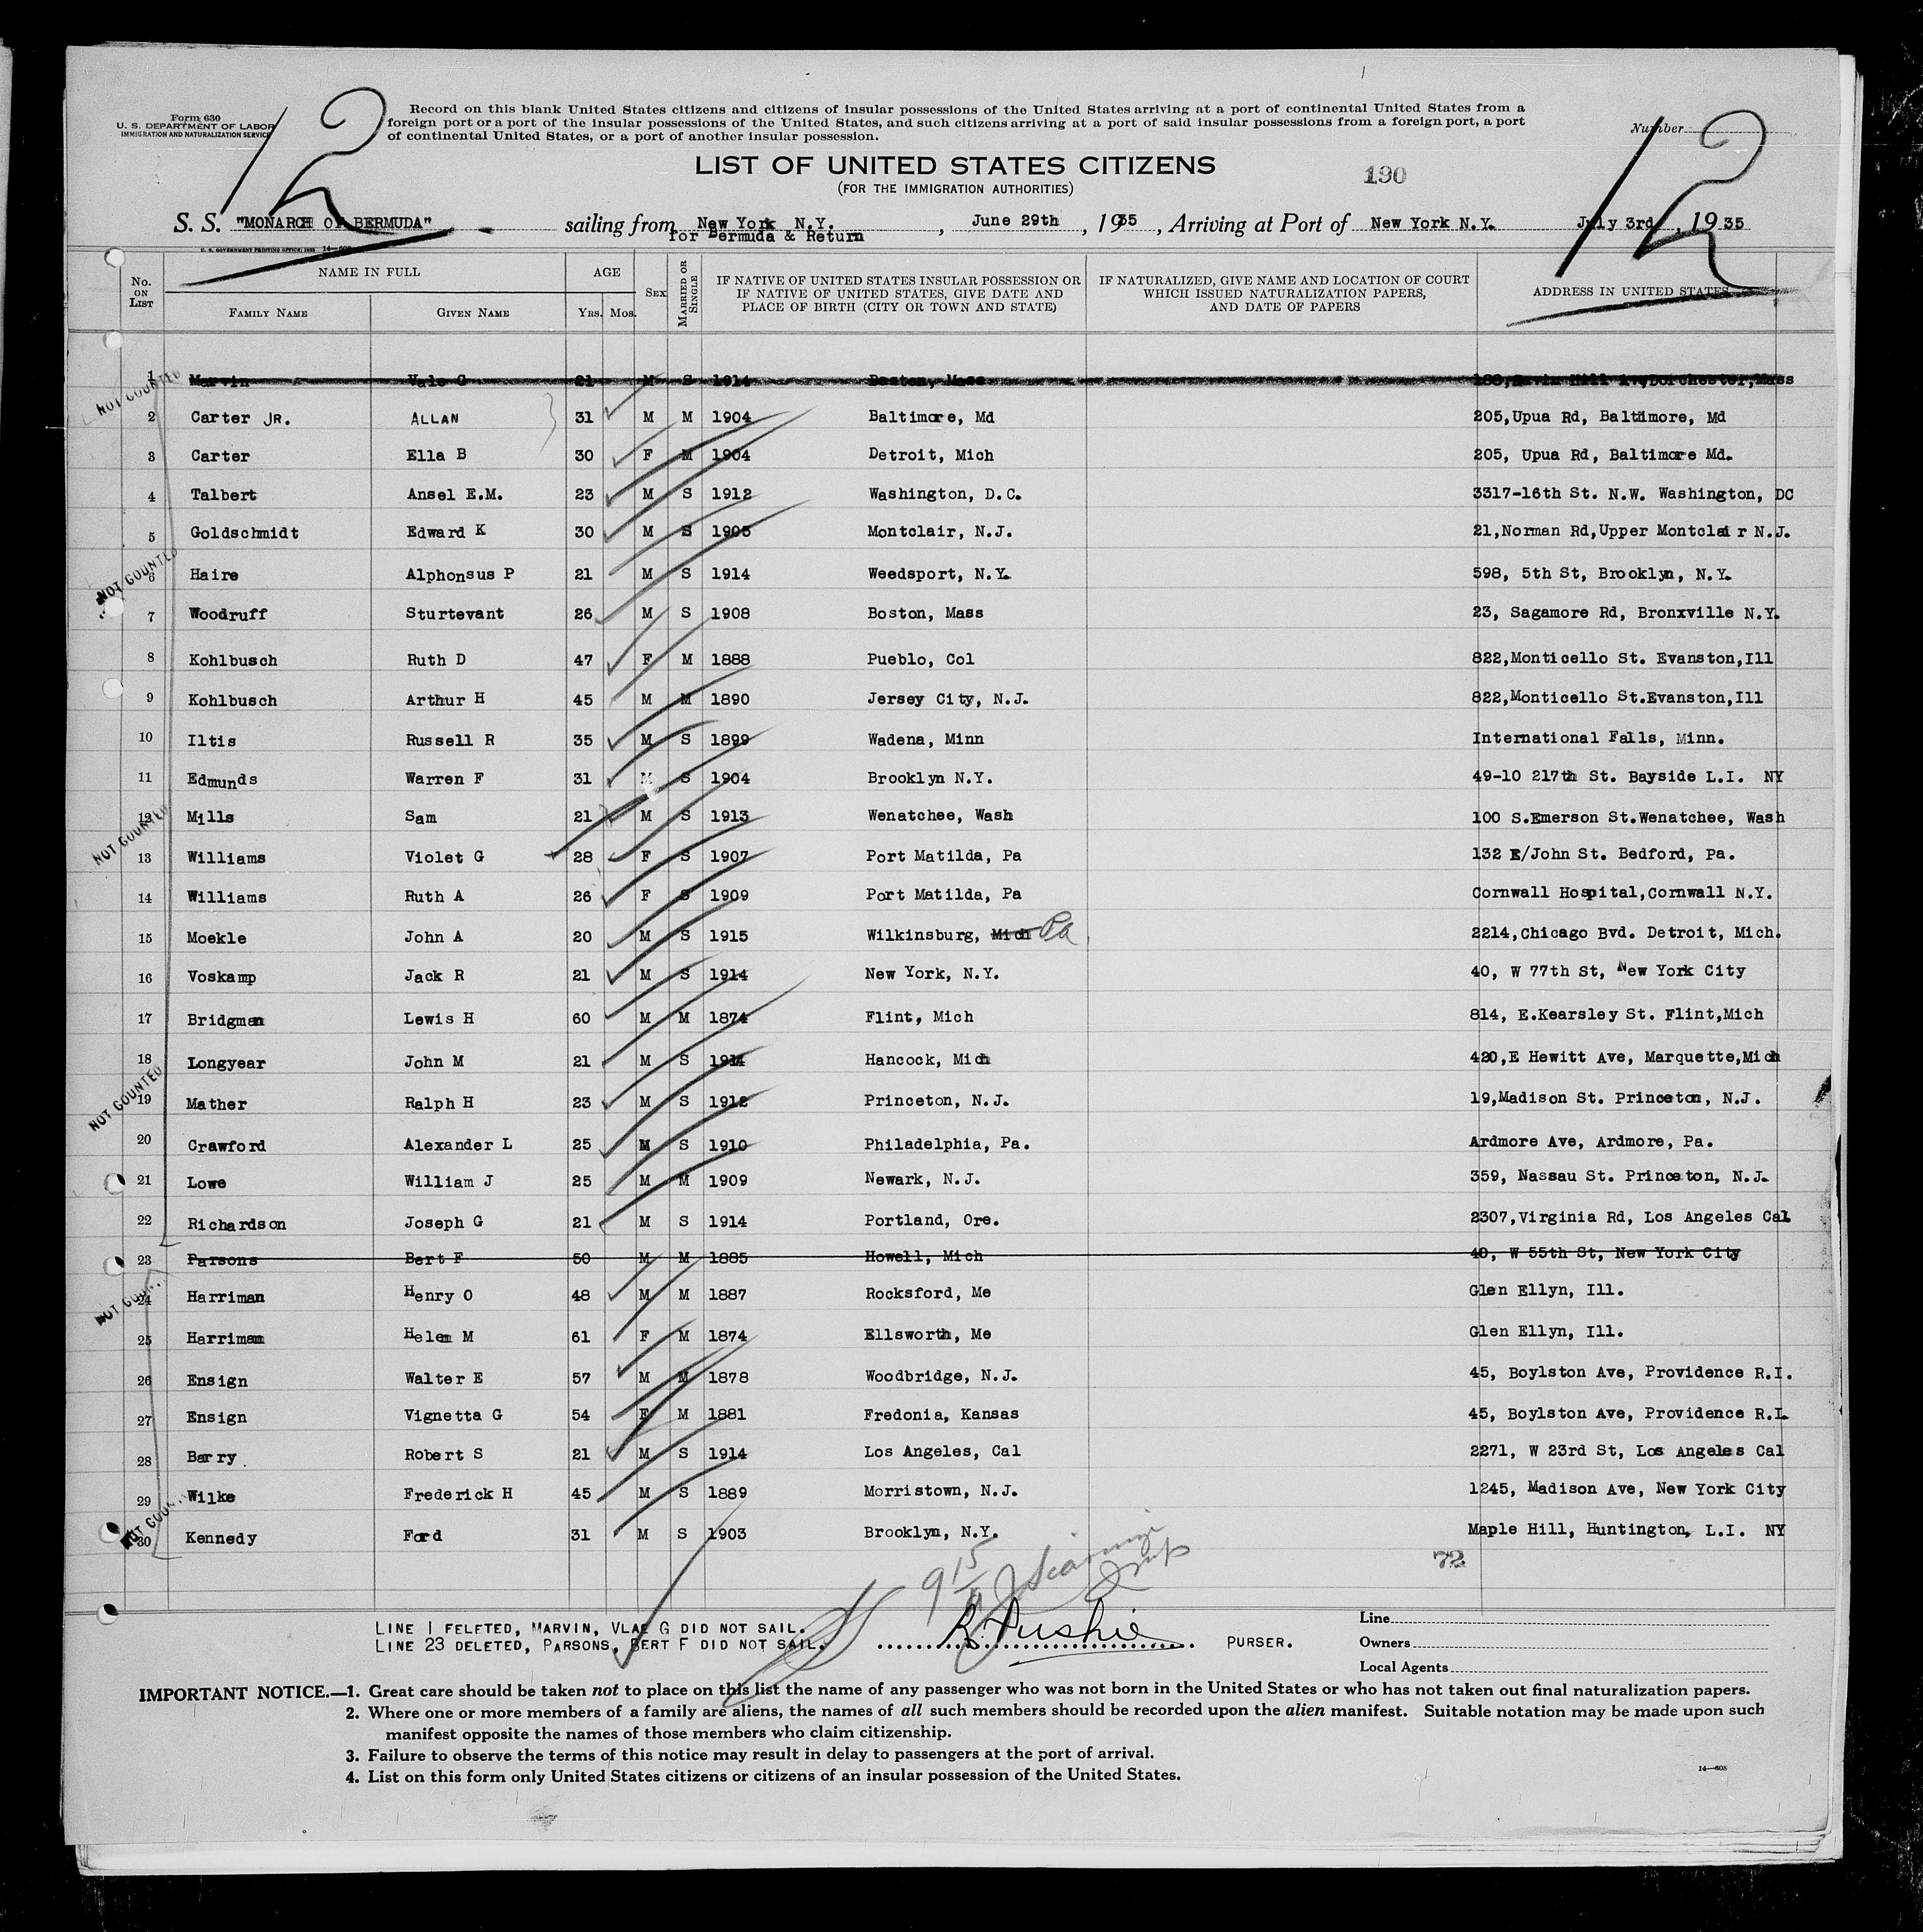 Form 630
U. S. DEPARTMENT OF LABOR
IMMIGRATION AND NATURALIZATION SERVICE
12
Record on this blank United States citizens and citizens of insular possessions of the United States arriving at a port of continental United States from a
foreign port or a port of the insular possessions of the United States, and such citizens arriving at a port of said insular possessions from a foreign port, a port
of continental United States, or a port of another insular possession.
Number
12
LIST OF UNITED STATES CITIZENS
(FOR THE IMMIGRATION AUTHORITIES)
190
S. S. "MONARCH OF BERMUDA" sailing from New York N.Y. , June 29th , 1935 , Arriving at Port of New York N.Y. July 3rd , 1935
for Bermuda & Return
U. S. GOVERNMENT PRINTING OFFICE: 1933 14-608
No. ON LIST NAME IN FULL FAMILY NAME GIVEN NAME AGE YRS. MOS. SEX MARRIED OR SINGLE IF NATIVE OF UNITED STATES INSULAR POSSESSION OR IF NATIVE OF UNITED STATES, GIVE DATE AND PLACE OF BIRTH (CITY OR TOWN AND STATE) IF NATURALIZED, GIVE NAME AND LOCATION OF COURT WHICH ISSUED NATURALIZATION PAPERS, AND DATE OF PAPERS ADDRESS IN UNITED STATES
NOT COUNTED
1 Marvin Vale G 21 M S 1914 Boston, Mass Hill Dorchester, Mass
2 Carter JR. ALLAN 31 M M 1904 Baltimore, Md 205,Upua Rd, Baltimore, Md
3 Carter Ella B 30 F M 1904 Detroit, Mich 205, Upua Rd, Baltimore Md.
4 Talbert Ansel E.M. 23 M S 1912 Washington, D.C. 3317-16th St. N.W. Washington, DC
5 Goldschmidt Edward K 30 M S 1905 Montclair, N.J. 21,Norman Rd,Upper Montclair N.J.
NOT COUNTED
6 Haire Alphonsus P 21 M S 1914 Weedsport, N.Y. 598, 5th St, Brooklyn, N.Y.
7 Woodruff Sturtevant 26 M S 1908 Boston, Mass 23, Sagamore Rd, Bronxville N.Y.
8 Kohlbusch Ruth D 47 F M 1888 Pueblo, Col 822,Monticello St. Evanston,Ill
9 Kohlbusch Arthur H 45 M M 1890 Jersey City, N.J. 822,Monticello St.Evanston,Ill
10 Iltis Russell R 35 M S 1899 Wadena, Minn International Falls, Minn.
11 Edmunds Warren F 31 M S 1904 Brooklyn N.Y. 49-10 217th St. Bayside L.I. NY
NOT COUNTED
12 Mills Sam 21 M S 1913 Wenatchee, Wash 100 S.Emerson St.Wenatchee, Wash
13 Williams Violet G 28 F S 1907 Port Matilda, Pa 132 E/John St. Bedford, Pa.
14 Williams Ruth A 26 F S 1909 Port Matilda, Pa Cornwall Hospital,Cornwall N.Y.
15 Moekle John A 20 M S 1915 Wilkinsburg, Mich Pa 2214,Chicago Bvd. Detroit, Mich.
16 Voskamp Jack R 21 M S 1914 New York, N.Y. 40, W 77th St, New York City
17 Bridgman Lewis H 60 M M 1874 Flint, Mich 814, E.Kearsley St. Flint,Mich
18 Longyear John M 21 M S 1914 Hancock, Mich 420,E Hewitt Ave, Marquette,Mich
NOT COUNTED
19 Mather Ralph H 23 M S 1912 Princeton, N.J. 19,Madison St. Princeton, N.J.
20 Crawford Alexander L 25 M S 1910 Philadelphia, Pa. Ardmore Ave, Ardmore, Pa.
21 Lowe William J 25 M M 1909 Newark, N.J. 359, Nassau St. Princeton, N.J.
22 Richardson Joseph G 21 M S 1914 Portland, Ore. 2307,Virginia Rd, Los Angeles Cal
23 Parsons Bert F 50 M M 1885 Howell, Mich 40, W 55th St, New York City
NOT COUN
24 Harriman Henry O 48 M M 1887 Rocksford, Me Glen Ellyn, Ill.
25 Harriman Helem M 61 F M 1874 Ellsworth, Me Glen Ellyn, Ill.
26 Ensign Walter E 57 M M 1878 Woodbridge, N.J. 45, Boylston Ave, Providence R.I.
27 Ensign Vignetta G 54 F M 1881 Fredonia, Kansas 45, Boylston Ave, Providence R.I.
28 Barry Robert S 21 M S 1914 Los Angeles, Cal 2271, W 23rd St, Los Angeles Cal
29 Wilke Frederick H 45 M S 1889 Morristown, N.J. 1245, Madison Ave, New York City
NOT COUN
30 Kennedy Ford 31 M S 1903 Brooklyn, N.Y. Maple Hill, Huntington, L.I. NY
72
915
LINE 1 FELETED, MARVIN, VLAE G DID NOT SAIL.
LINE 23 DELETED, PARSONS, BERT F DID NOT SAIL.
R. Pushie PURSER.
Line
Owners
Local Agents
IMPORTANT NOTICE.—1. Great care should be taken not to place on this list the name of any passenger who was not born in the United States or who has not taken out final naturalization papers.
2. Where one or more members of a family are aliens, the names of all such members should be recorded upon the alien manifest. Suitable notation may be made upon such
manifest opposite the names of those members who claim citizenship.
3. Failure to observe the terms of this notice may result in delay to passengers at the port of arrival.
4. List on this form only United States citizens or citizens of an insular possession of the United States.
14—608